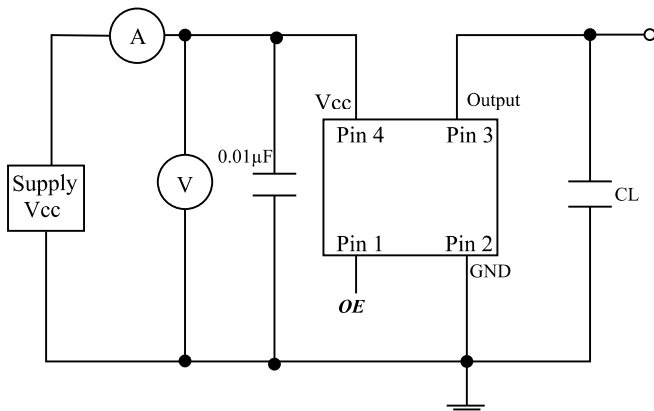 A
Vcc
Output
Pin 4
Pin 3
0.01µF
Supply
Vcc
V
CL
Pin 1
Pin 2
GND
OE